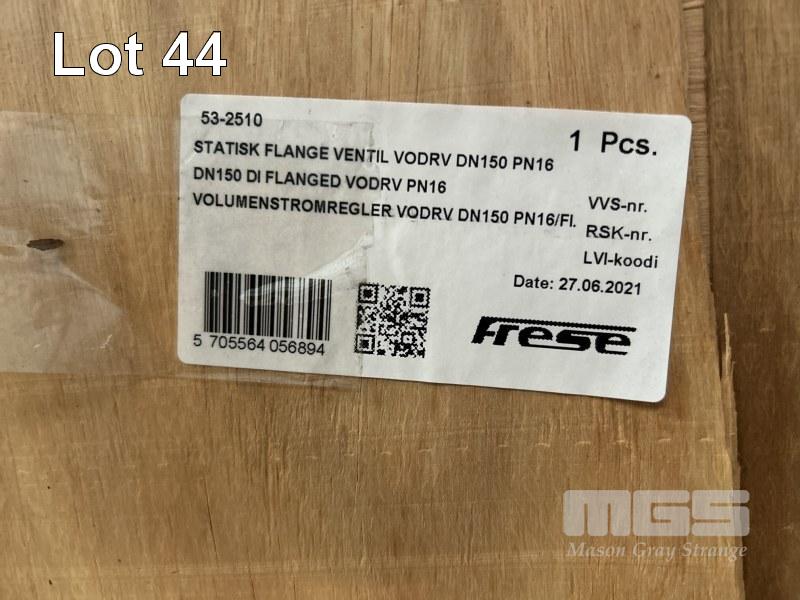 Lot 44
53-2510
1 Pcs.
STATISK FLANGE VENTIL VODRV DN150 PN16
DN150 DI FLANGED VODRV PN16
VOLUMENSTROMREGLER VODRV DN150 PN16/Fl.
VVS-nr.
RSK-nr.
LVI-koodi
Date: 27.06.2021
5 705564 056894
Frese
MGS
Mason Gray Strange